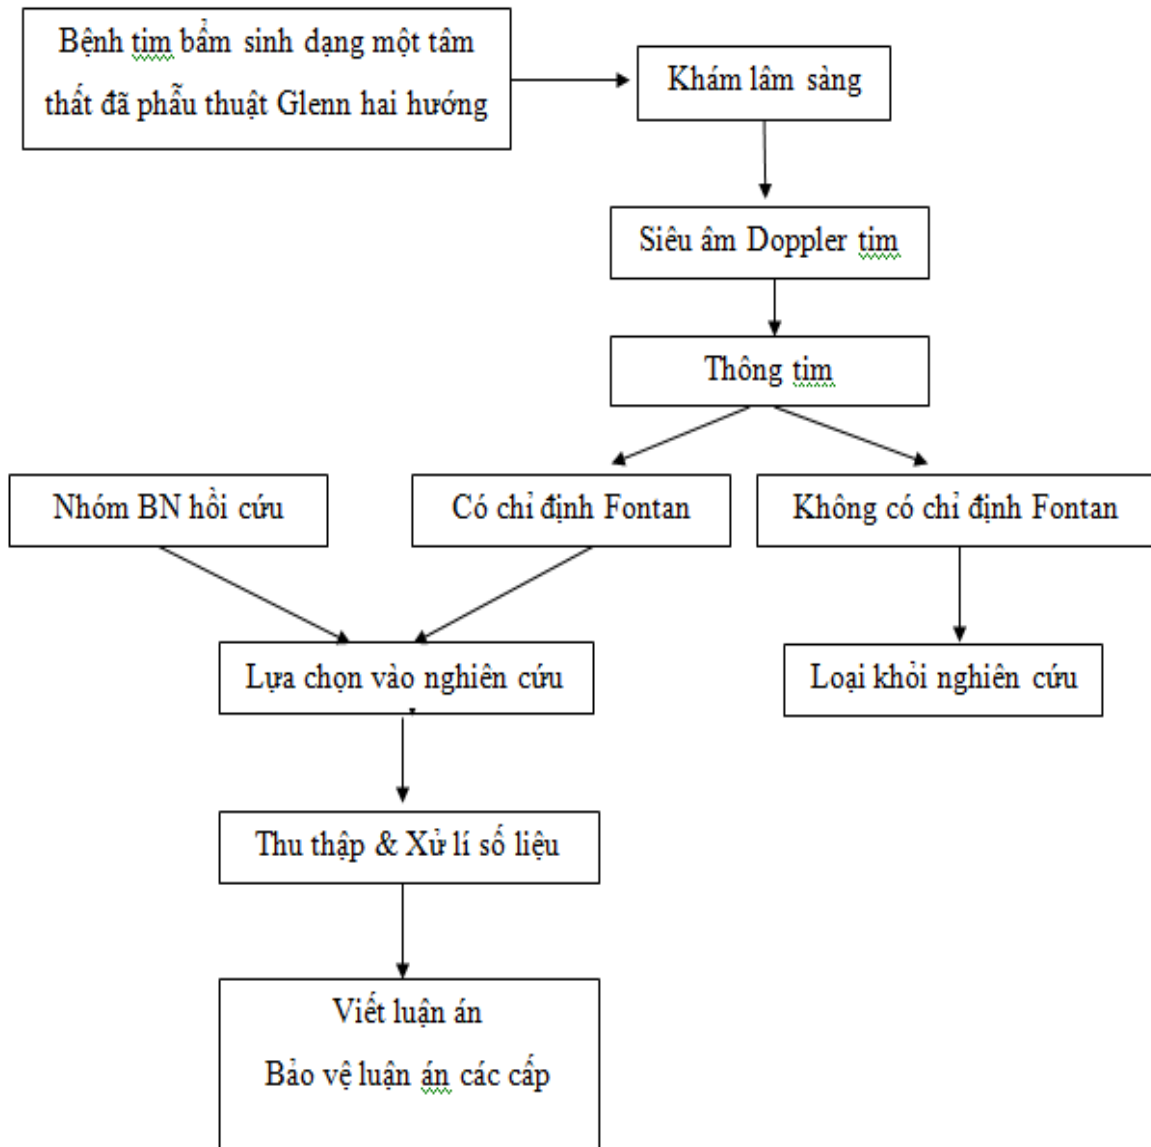 Bệnh tim bẩm sinh dạng một tâm
thất đã phẫu thuật Glenn hai hướng
Khám lâm sàng
Siêu âm Doppler tim
Thông tim
Nhóm BN hồi cứu
Có chỉ định Fontan
Không có chỉ định Fontan
Lựa chọn vào nghiên cứu
Loại khỏi nghiên cứu
Thu thập & Xử lí số liệu
Viết luận án
Bảo vệ luận án các cấp